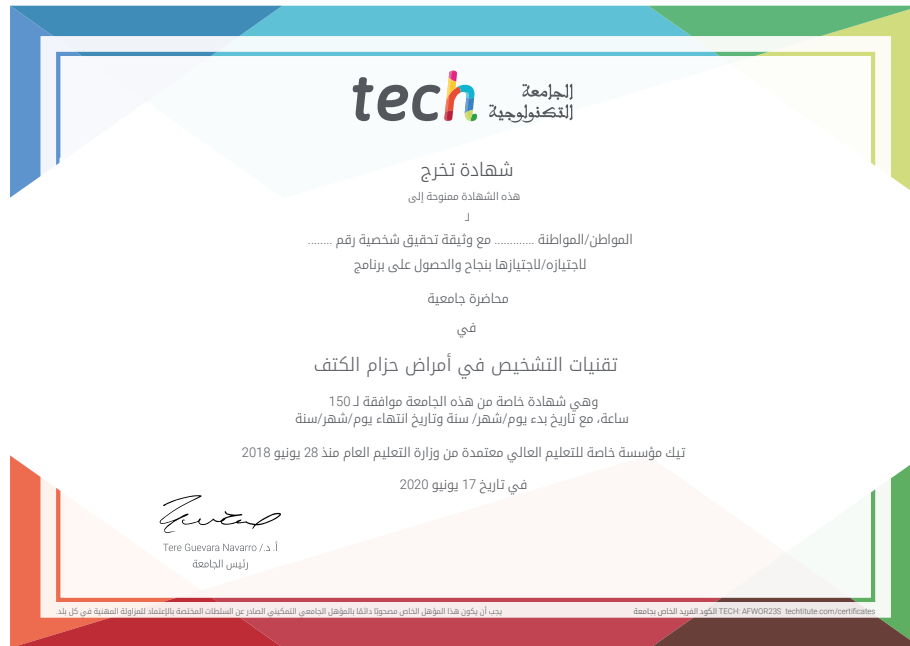 tech الجامعة
التكنولوجية
شهادة تخرج
هذه الشهادة ممنوحة إلى
لـ
المواطن/المواطنة ............ مع وثيقة تحقيق شخصية رقم ........
لاجتيازه/لاجتيازها بنجاح والحصول على برنامج
محاضرة جامعية
في
تقنيات التشخيص في أمراض حزام الكتف
وهي شهادة خاصة من هذه الجامعة موافقة لـ 150
ساعة، مع تاريخ بدء يوم/شهر/ سنة وتاريخ انتهاء يوم/شهر/سنة
تيك مؤسسة خاصة للتعليم العالي معتمدة من وزارة التعليم العام منذ 28 يونيو 2018
في تاريخ 17 يونيو 2020
أ.د./ Tere Guevara Navarro
رئيس الجامعة
يجب أن يكون هذا المؤهل الخاص مصحوبًا دائمًا بالمؤهل الجامعي التمكيني الصادر عن السلطات المختصة بالإعتماد للمزاولة المهنية في كل بلد.
الكود الفريد الخاص بجامعة TECH: AFWOR23S techtitute.com/certificates